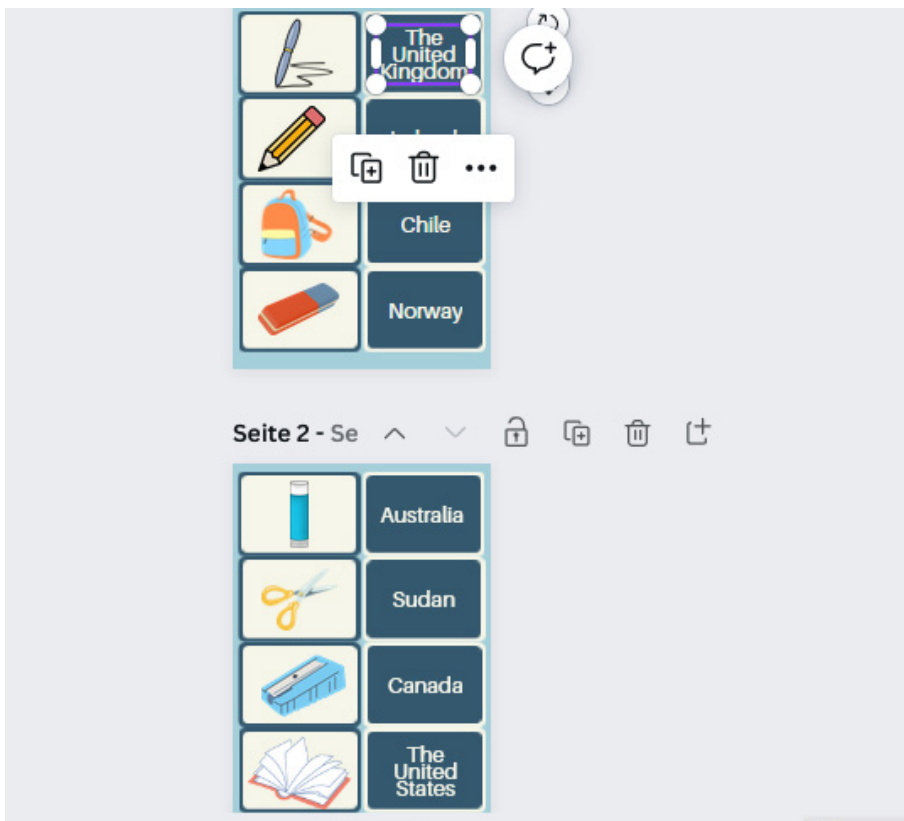 The
United
Kingdom
Chile
Norway
Seite 2 - Se
Australia
Sudan
Canada
The
United
States